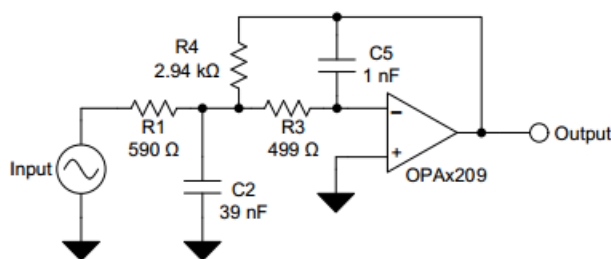 R4
2.94 kΩ
C5
1 nF
R1
590 Ω
R3
499 Ω
−
+
OPAx209
Output
Input
C2
39 nF